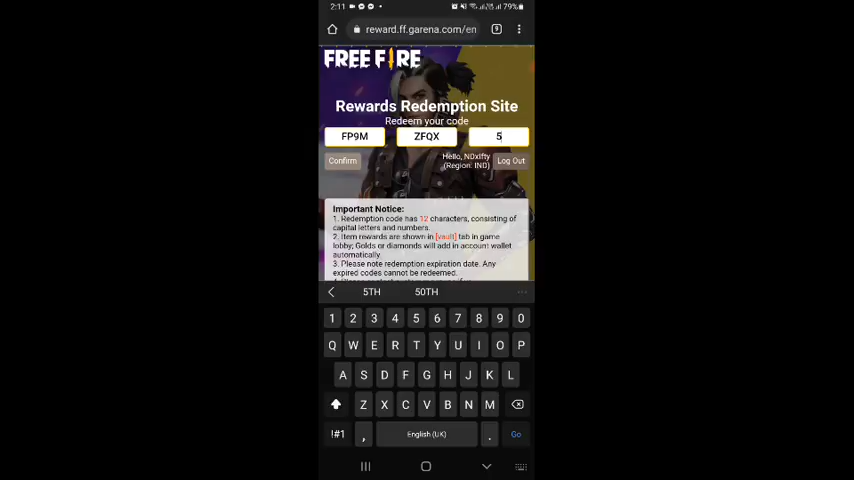 2:11 79%
reward.ff.garena.com/en 9
FREE FIRE
Rewards Redemption Site
Redeem your code
FP9M ZFQX 5
Confirm Hello, NDxifty Log Out
(Region: IND)
Important Notice:
1. Redemption code has 12 characters, consisting of
capital letters and numbers.
2. Item rewards are shown in [vault] tab in game
lobby; Golds or diamonds will add in account wallet
automatically.
3. Please note redemption expiration date. Any
expired codes cannot be redeemed.
5TH 50TH ...
1 2 3 4 5 6 7 8 9 0
Q W E R T Y U I O P
A S D F G H J K L
Z X C V B N M
!#1 , English (UK) . Go